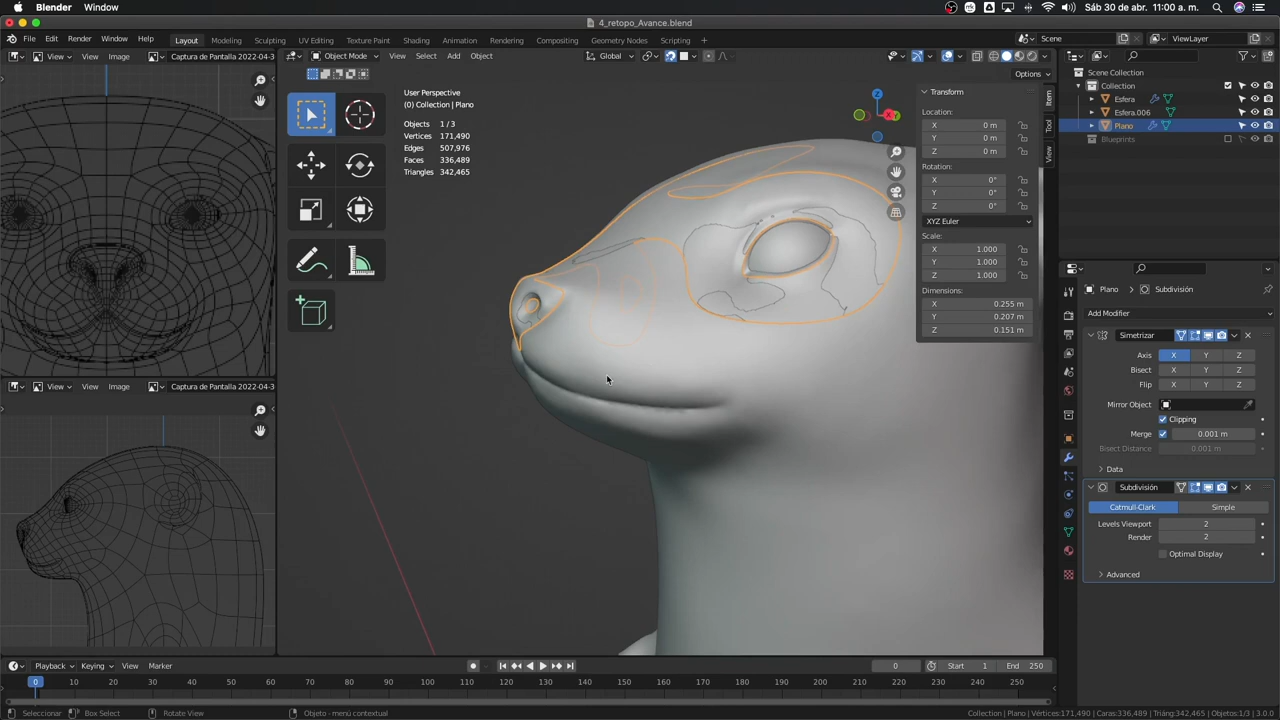 Blender Window
Sáb 30 de abr. 11:00 a. m.
4_retopo_Avance.blend
File Edit Render Window Help
Layout Modeling Sculpting UV Editing Texture Paint Shading Animation Rendering Compositing Geometry Nodes Scripting +
Scene ViewLayer
View View Image Captura de Pantalla 2022-04-3
Object Mode View Select Add Object Global
Options
User Perspective
(0) Collection | Plano
Objects 1 / 3
Vertices 171,490
Edges 507,976
Faces 336,489
Triangles 342,465
Z
Y
Transform
Location:
X 0 m
Y 0 m
Z 0 m
Rotation:
X 0°
Y 0°
Z 0°
XYZ Euler
Scale:
X 1.000
Y 1.000
Z 1.000
Dimensions:
X 0.255 m
Y 0.207 m
Z 0.151 m
Item
Tool
View
Scene Collection
Collection
Esfera
Esfera.006
Plano
Blueprints
Plano Subdivisión
Add Modifier
Simetrizar
Axis X Y Z
Bisect X Y Z
Flip X Y Z
Mirror Object
Clipping
Merge 0.001 m
Bisect Distance 0.001 m
Data
Subdivisión
Catmull-Clark Simple
Levels Viewport 2
Render 2
Optimal Display
Advanced
View View Image Captura de Pantalla 2022-04-3
Playback Keying View Marker
0 Start 1 End 250
0 10 20 30 40 50 60 70 80 90 100 110 120 130 140 150 160 170 180 190 200 210 220 230 240 250
Seleccionar Box Select Rotate View Objeto - menú contextual
Collection | Plano | Vértices:171,490 | Caras:336,489 | Triáng:342,465 | Objetos:1/3 | 3.0.0